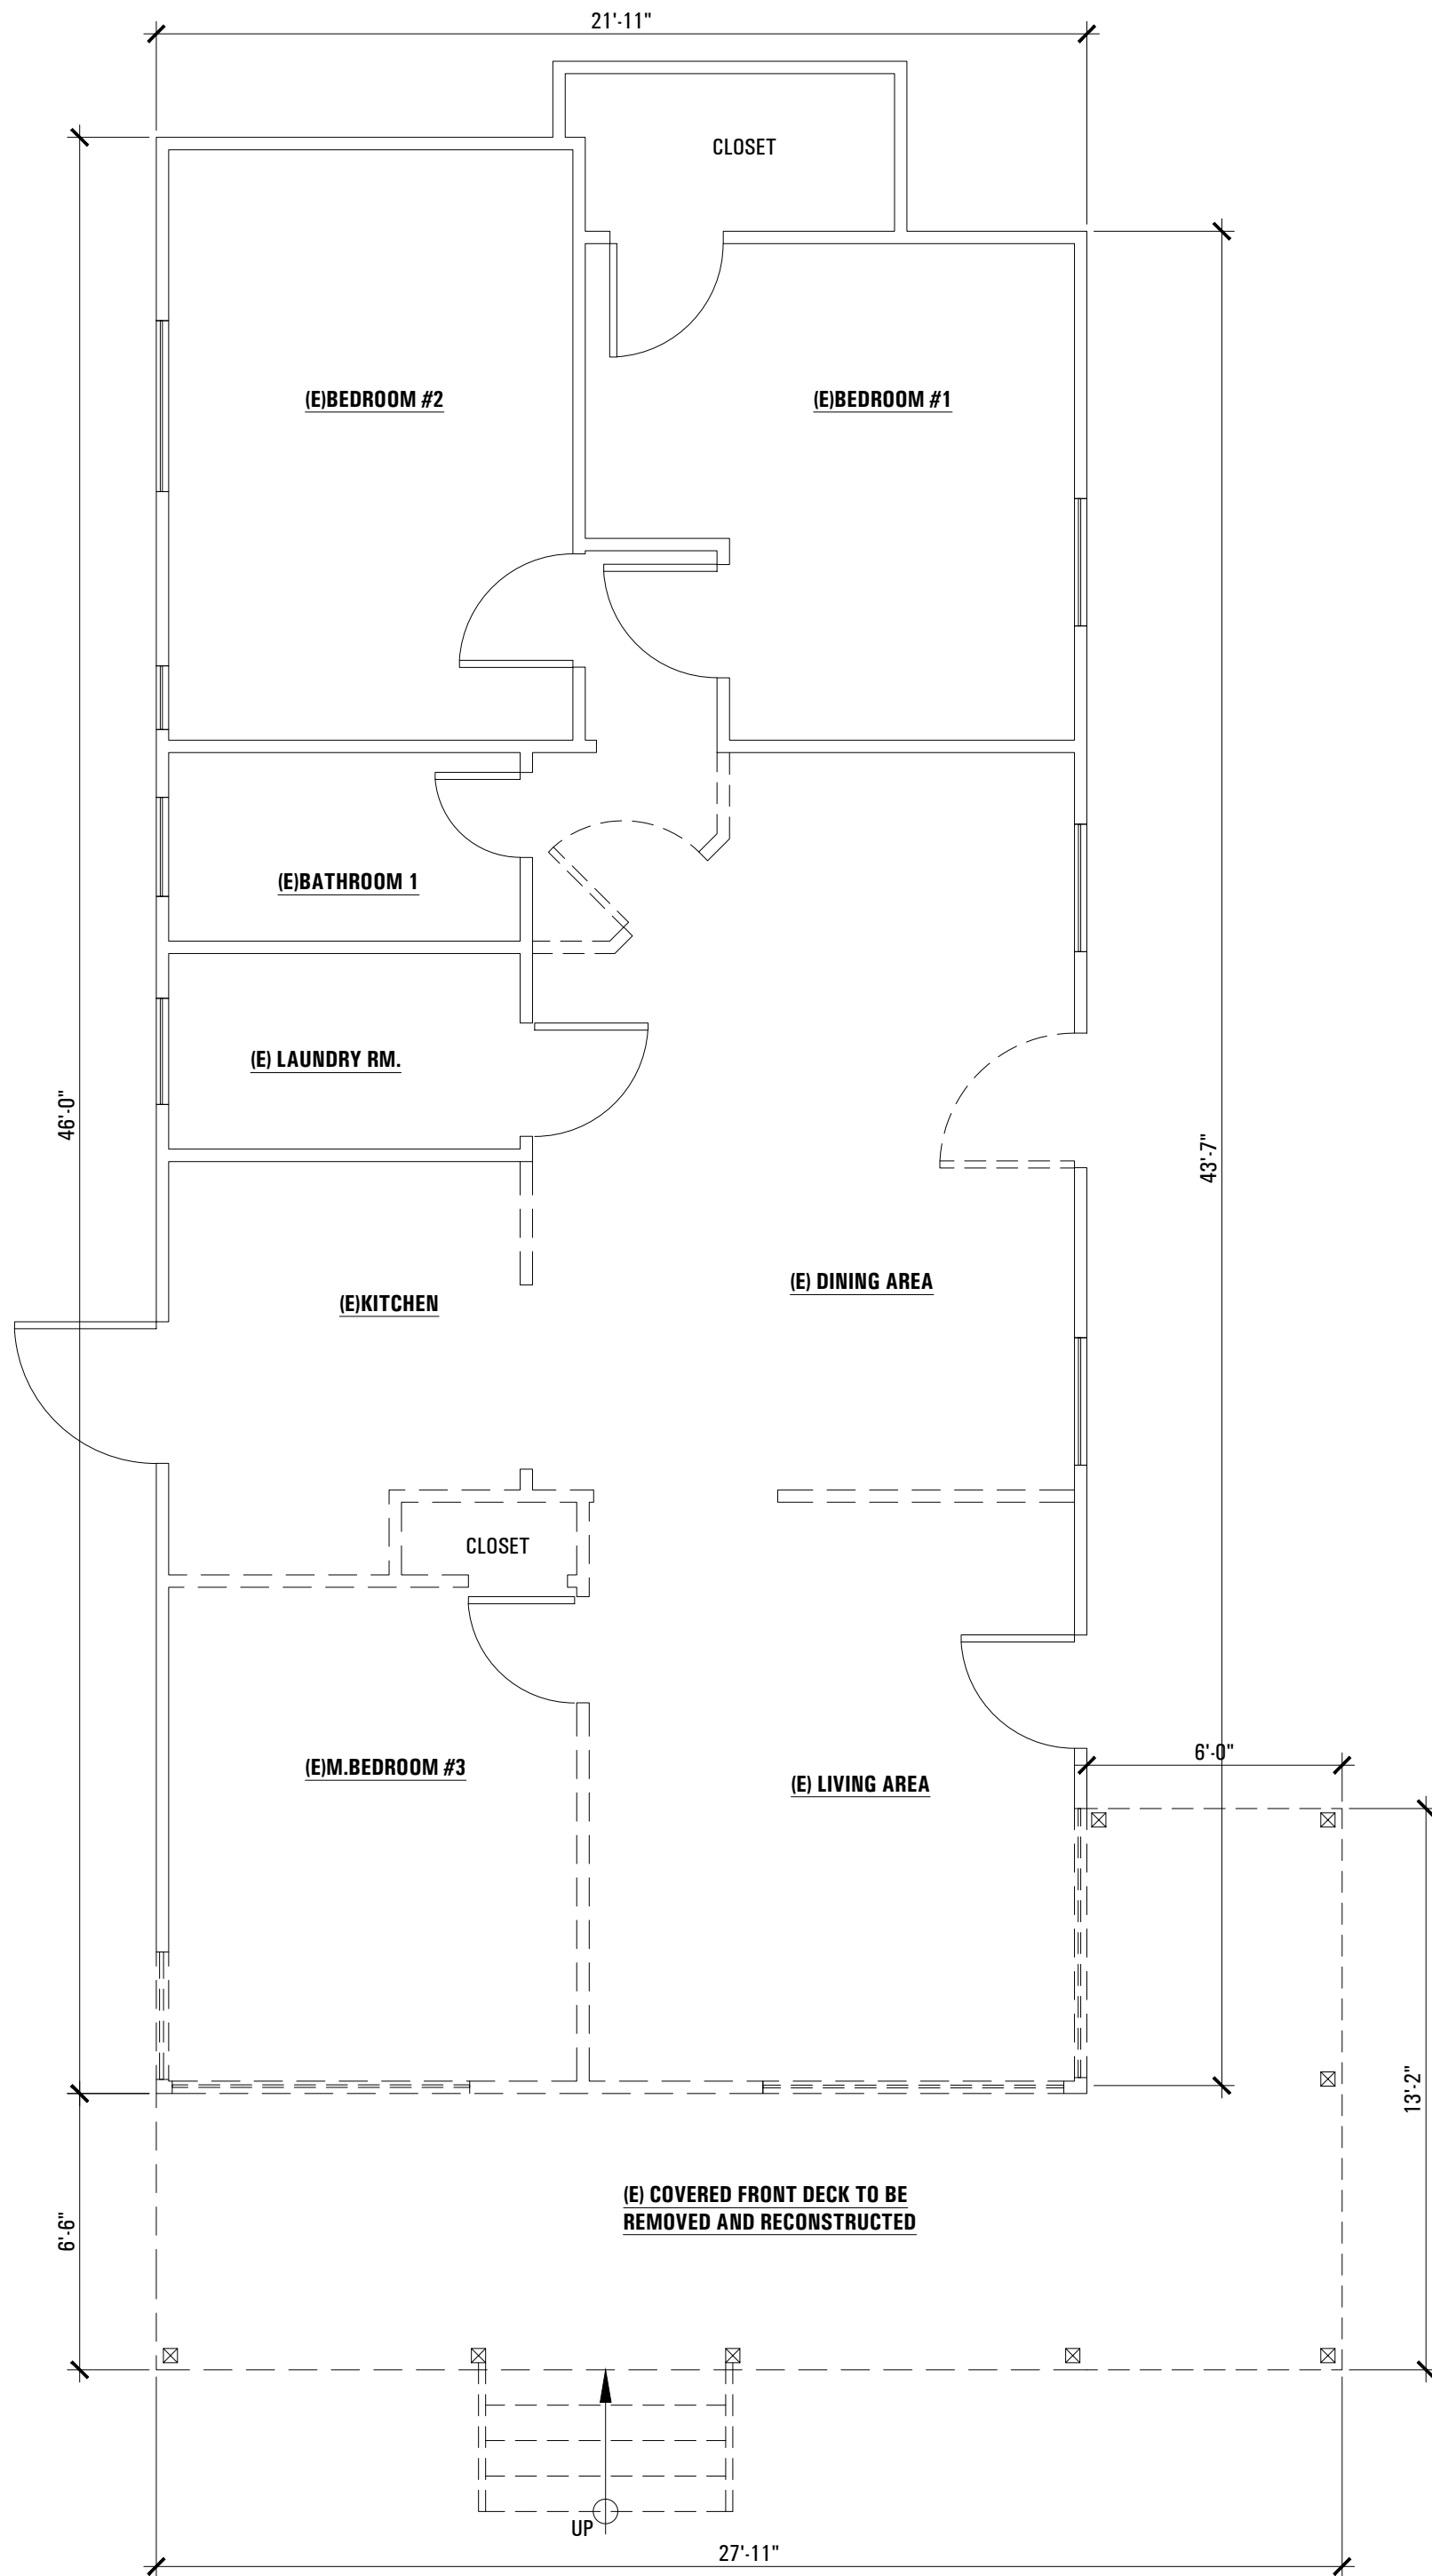 21'-11"
CLOSET
(E)BEDROOM #2
(E)BEDROOM #1
(E)BATHROOM 1
(E) LAUNDRY RM.
46'-0"
43'-7"
(E)KITCHEN
(E) DINING AREA
CLOSET
(E)M.BEDROOM #3
(E) LIVING AREA
6'-0"
13'-2"
6'-6"
(E) COVERED FRONT DECK TO BE
REMOVED AND RECONSTRUCTED
UP
27'-11"